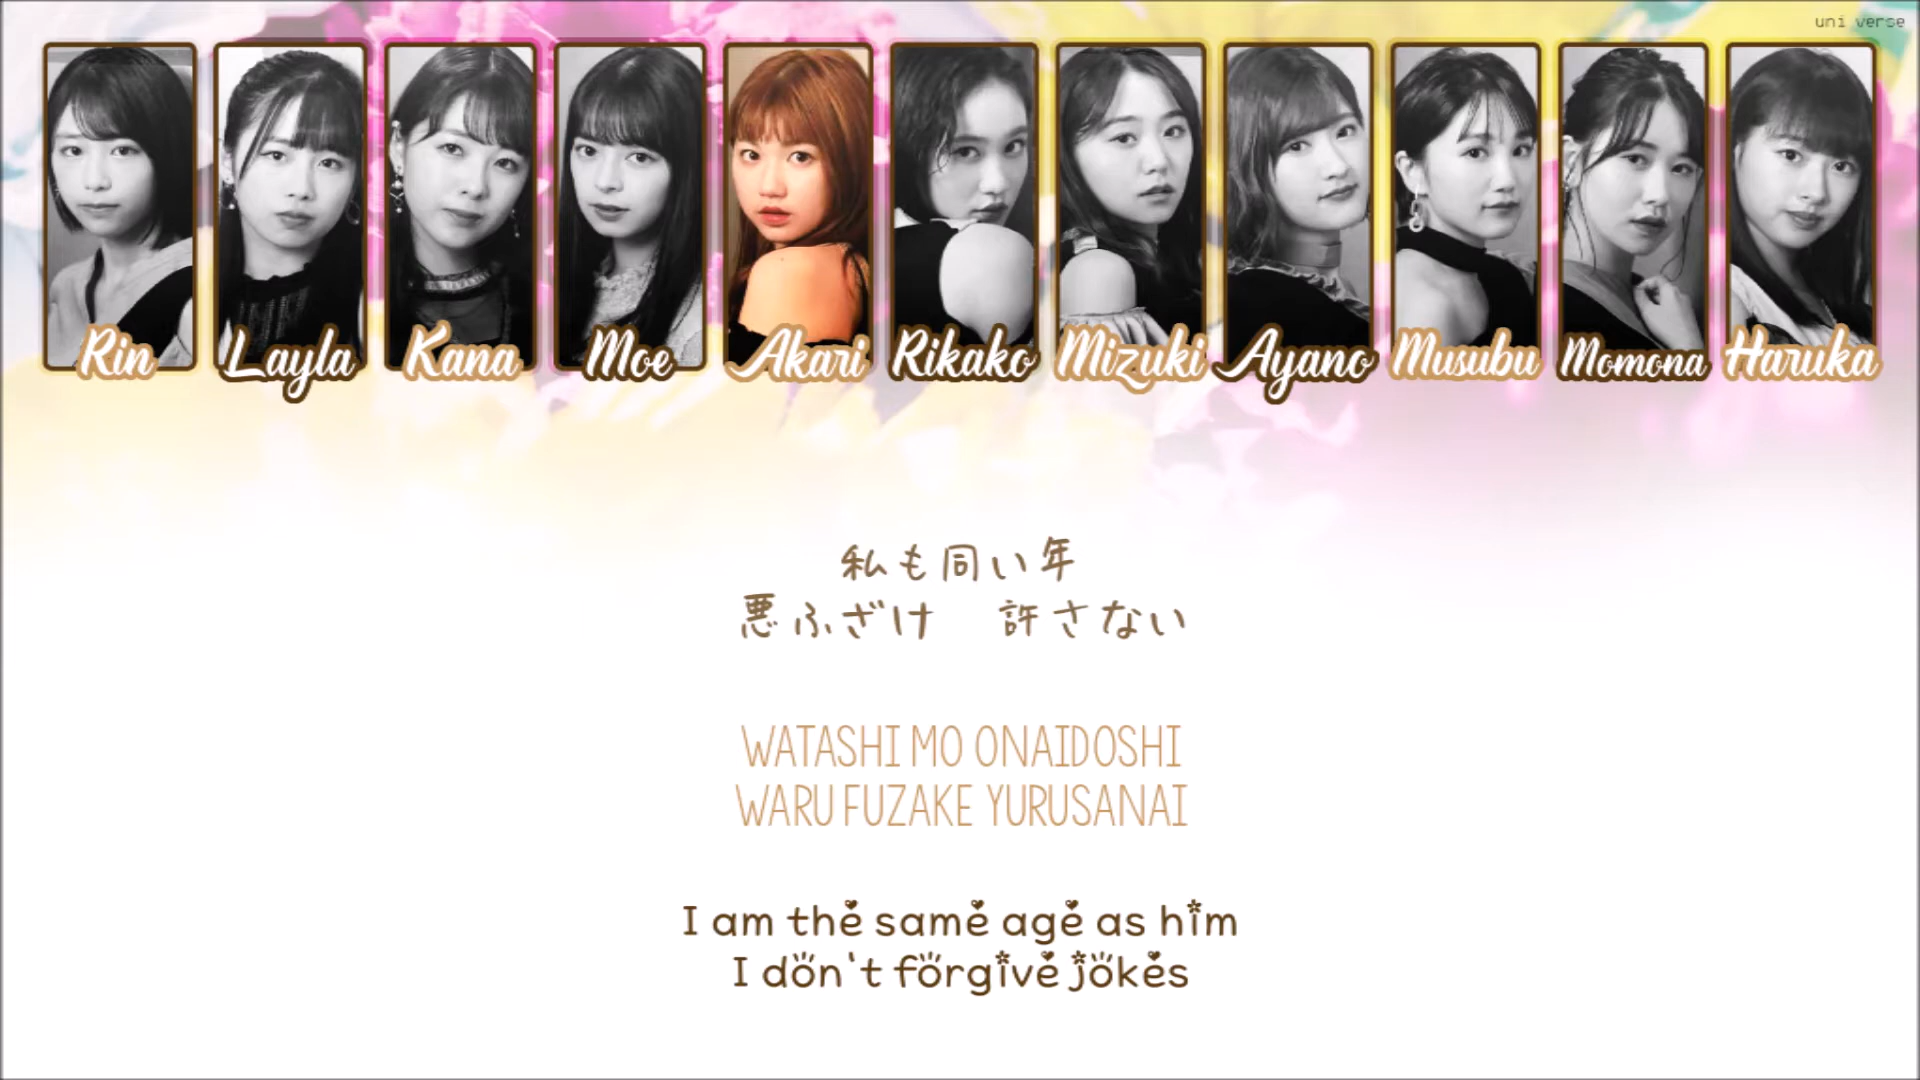 uni verse
Rin Layla Kana Moe Akari Rikako Mizuki Ayano Musubu Momona Haruka
私も同い年
悪ふざけ　許さない
WATASHI MO ONAIDOSHI
WARU FUZAKE YURUSANAI
I am the same age as him
I don't forgive jokes